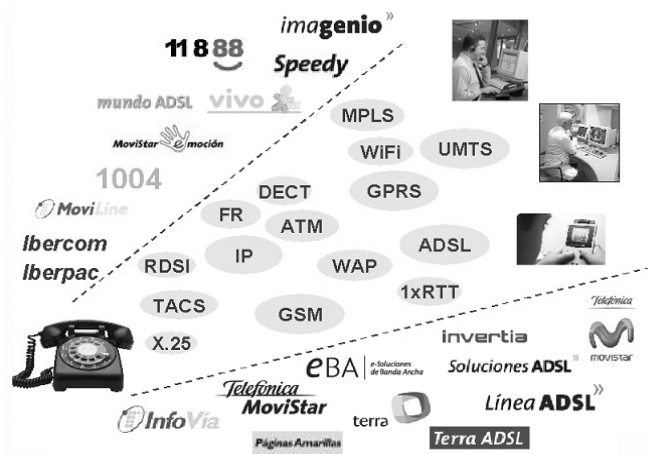 imagenio»
11888
Speedy
mundo ADSL
vivo
MoviStar e moción
1004
MoviLine
Ibercom
Iberpac
MPLS
WiFi
UMTS
DECT
GPRS
FR
ATM
IP
ADSL
RDSI
WAP
1xRTT
TACS
GSM
X.25
Telefónica
movistar
invertia
eBA e-Soluciones
de Banda Ancha
Soluciones ADSL»
Telefónica
MoviStar
InfoVía
terra
Línea ADSL»
Páginas Amarillas
Terra ADSL